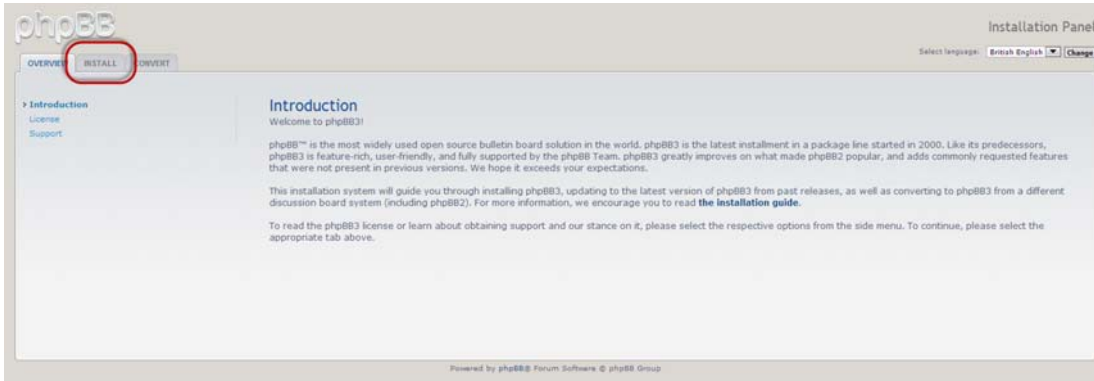 phpBB
Installation Panel
Select language: British English Change
OVERVIEW INSTALL CONVERT
Introduction
License
Support
Introduction
Welcome to phpBB3!
phpBB™ is the most widely used open source bulletin board solution in the world. phpBB3 is the latest installment in a package line started in 2000. Like its predecessors,
phpBB3 is feature-rich, user-friendly, and fully supported by the phpBB Team. phpBB3 greatly improves on what made phpBB2 popular, and adds commonly requested features
that were not present in previous versions. We hope it exceeds your expectations.
This installation system will guide you through installing phpBB3, updating to the latest version of phpBB3 from past releases, as well as converting to phpBB3 from a different
discussion board system (including phpBB2). For more information, we encourage you to read the installation guide.
To read the phpBB3 license or learn about obtaining support and our stance on it, please select the respective options from the side menu. To continue, please select the
appropriate tab above.
Powered by phpBB® Forum Software © phpBB Group